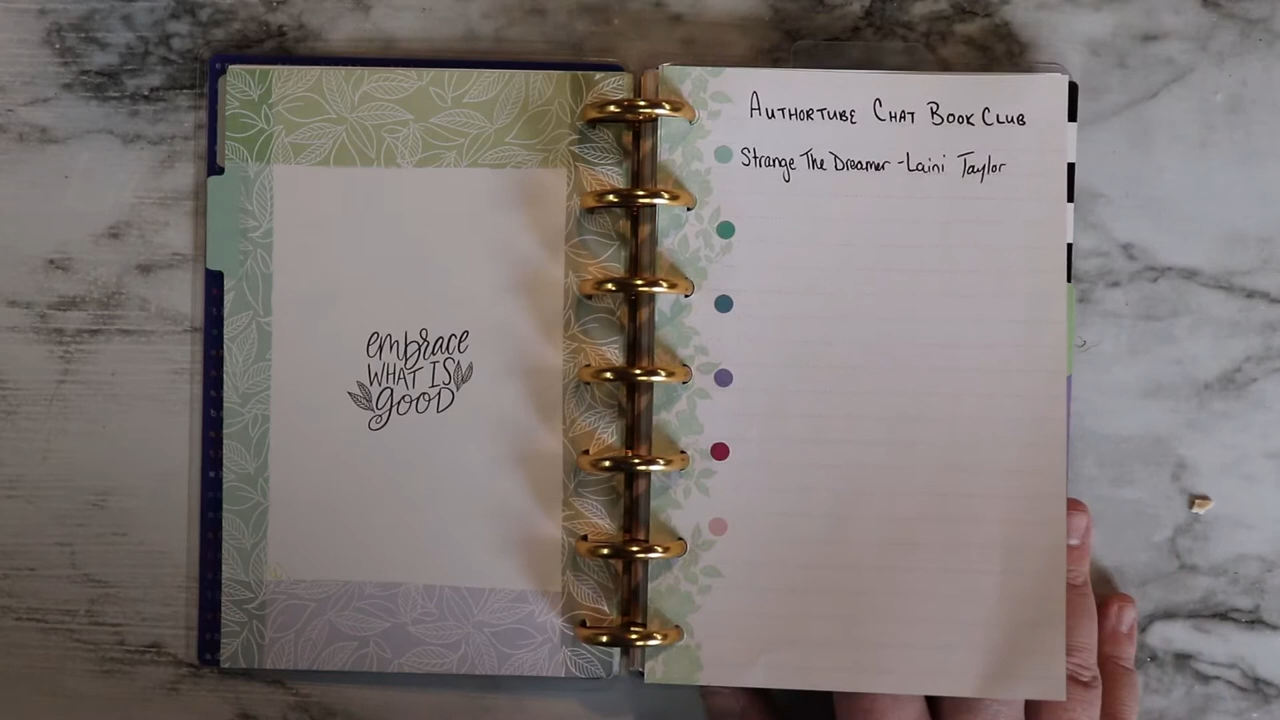 embrace
WHAT IS
good
AUTHORTUBE CHAT BOOK CLUB
Strange The Dreamer - Laini Taylor